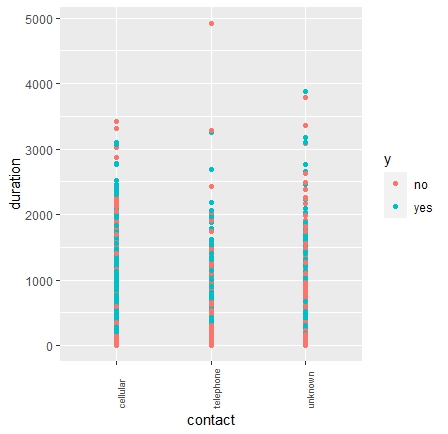 5000
4000
3000
2000
1000
0
duration
cellular
telephone
unknown
contact
y
no
yes